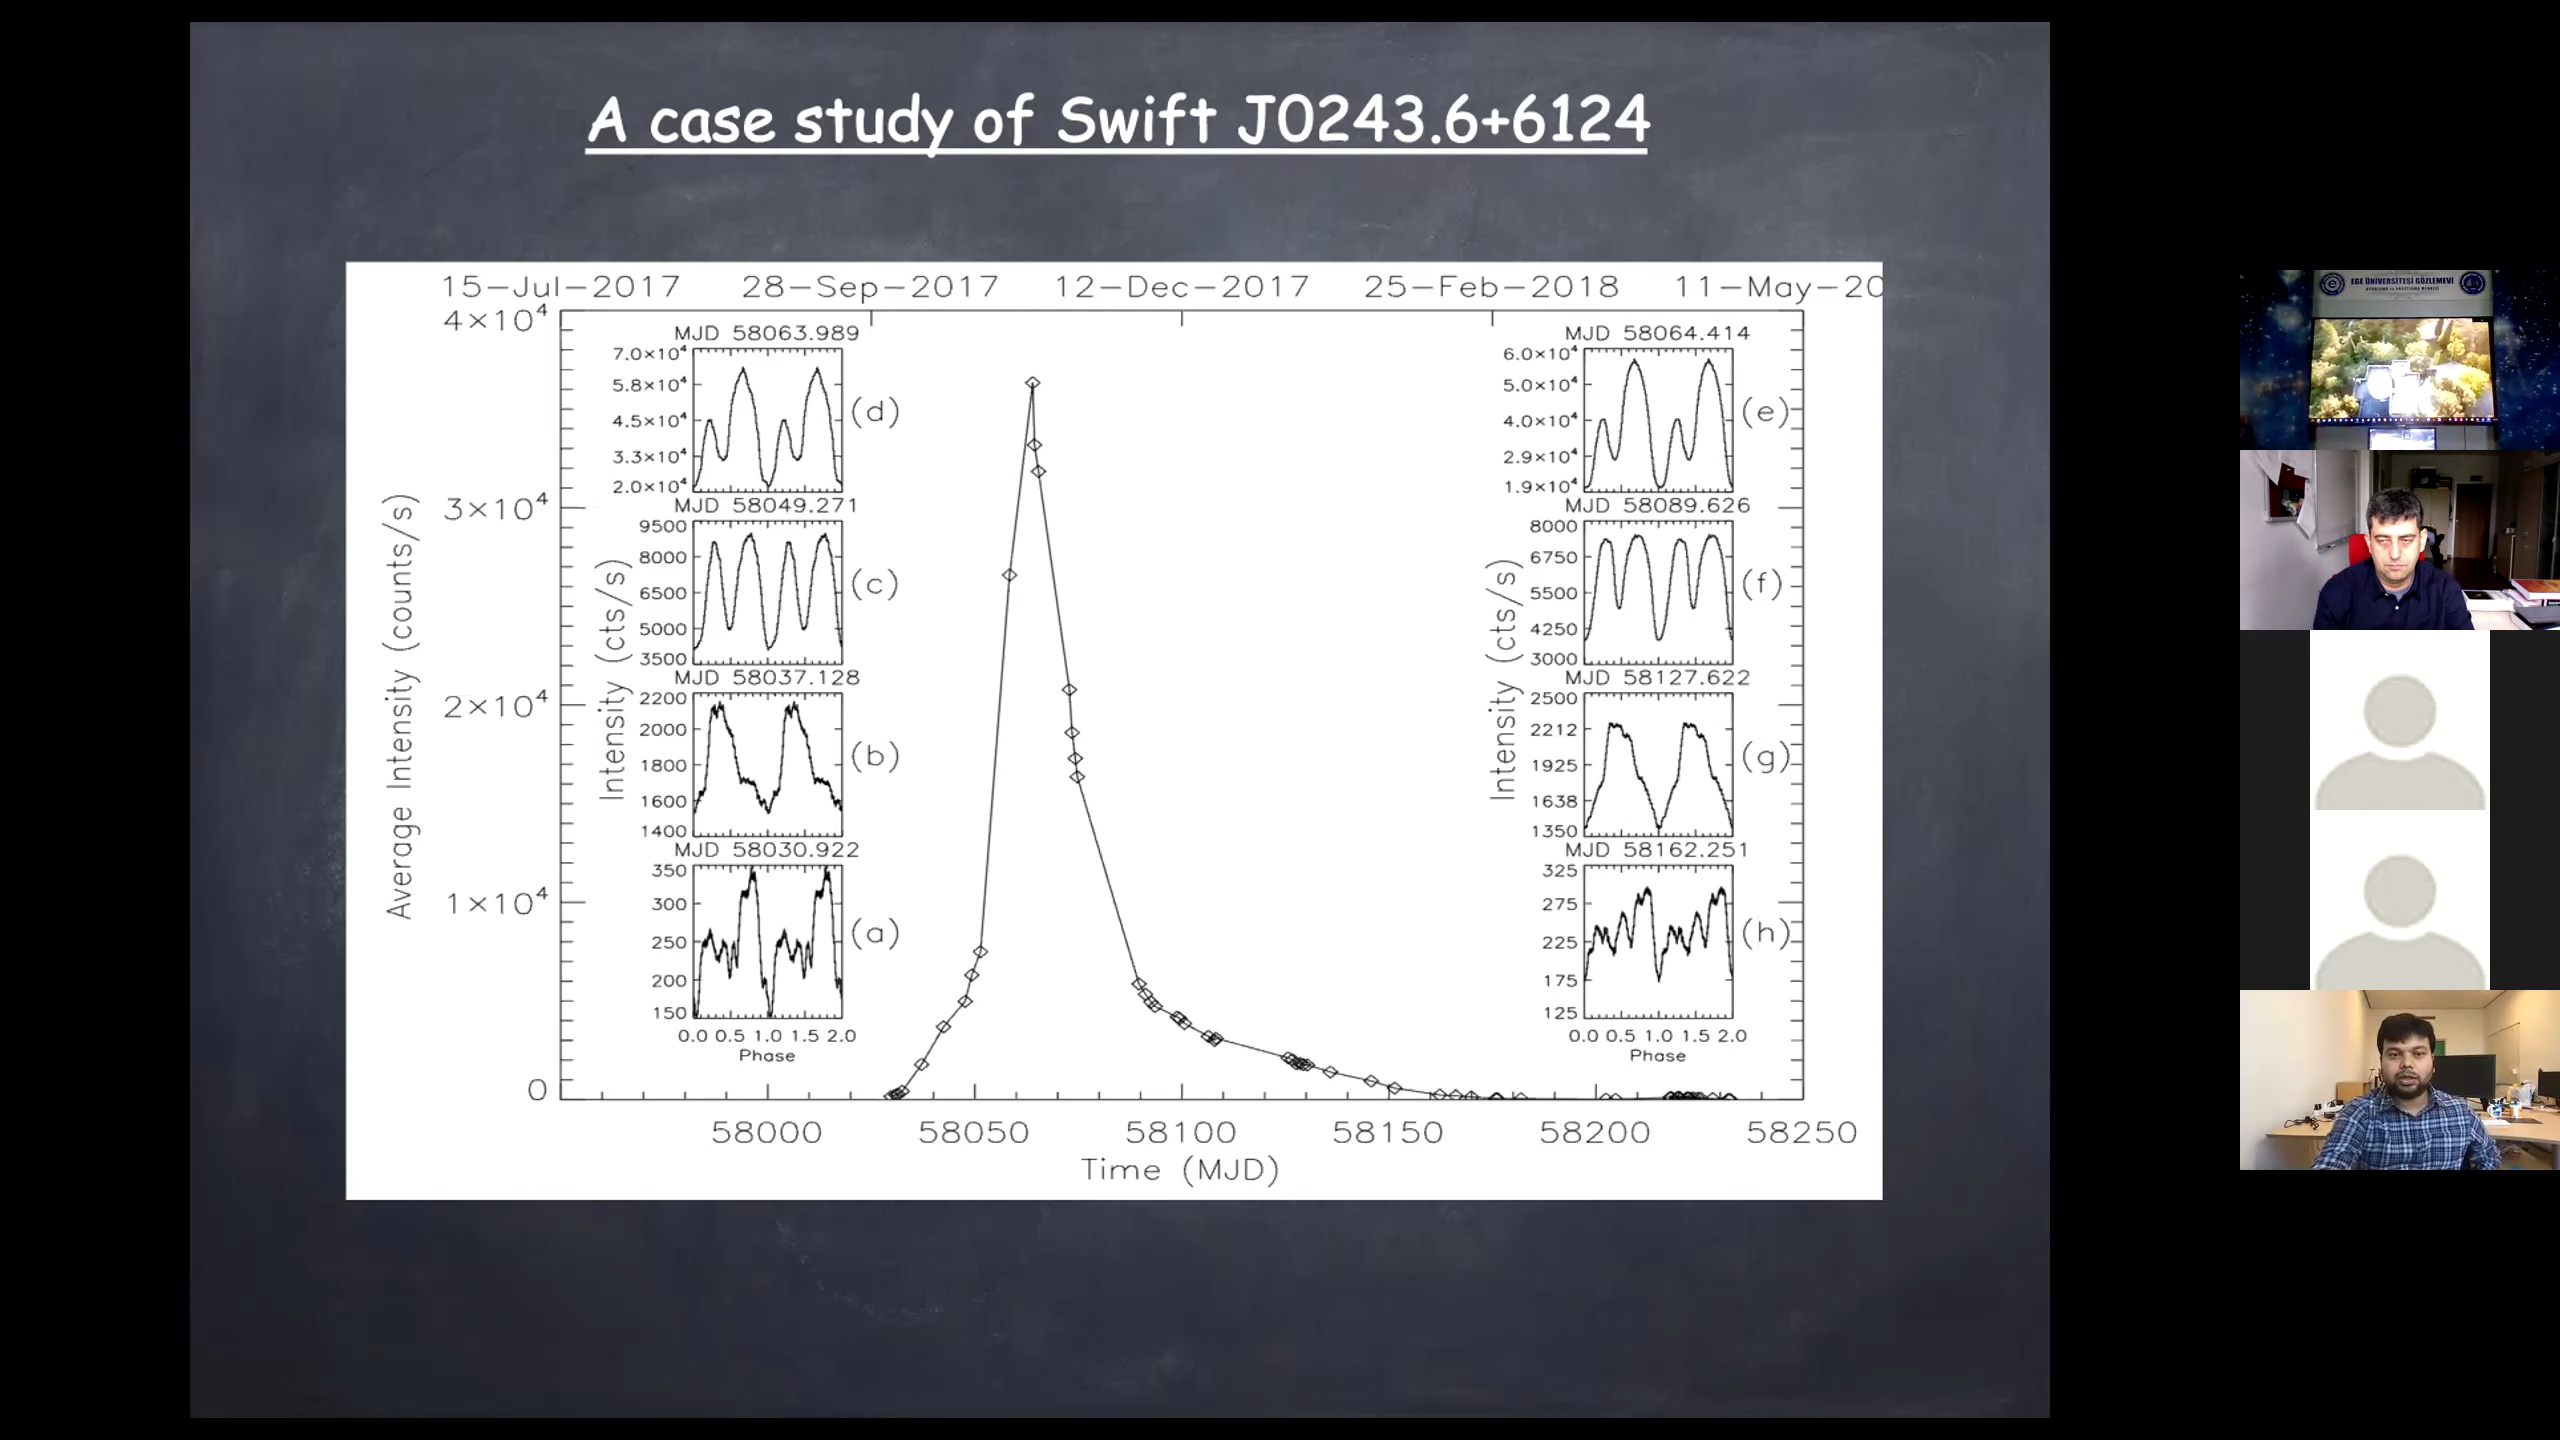 A case study of Swift J0243.6+6124
15-Jul-2017 28-Sep-2017 12-Dec-2017 25-Feb-2018 11-May-20
4×10⁴
3×10⁴
2×10⁴
1×10⁴
0
Average Intensity (counts/s)
58000 58050 58100 58150 58200 58250
Time (MJD)
MJD 58063.989
7.0×10⁴
5.8×10⁴
4.5×10⁴
3.3×10⁴
2.0×10⁴
(d)
MJD 58049.271
9500
8000
6500
5000
3500
(c)
MJD 58037.128
2200
2000
1800
1600
1400
(b)
MJD 58030.922
350
300
250
200
150
(a)
Intensity (cts/s)
0.0 0.5 1.0 1.5 2.0
Phase
MJD 58064.414
6.0×10⁴
5.0×10⁴
4.0×10⁴
2.9×10⁴
1.9×10⁴
(e)
MJD 58089.626
8000
6750
5500
4250
3000
(f)
MJD 58127.622
2500
2212
1925
1638
1350
(g)
MJD 58162.251
325
275
225
175
125
(h)
Intensity (cts/s)
0.0 0.5 1.0 1.5 2.0
Phase
EGE ÜNİVERSİTESİ GÖZLEMEVİ